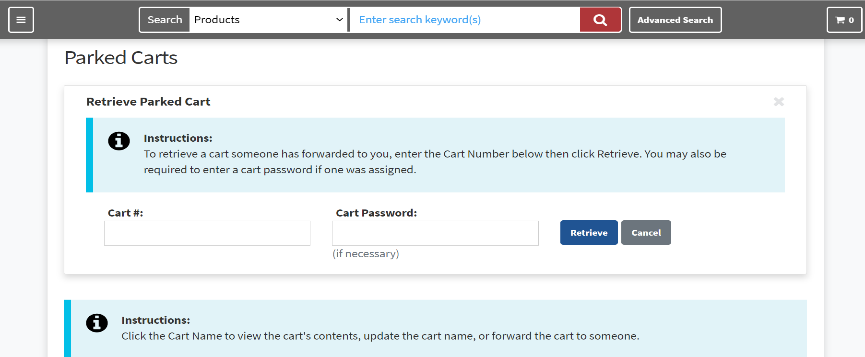 Search Products Enter search keyword(s) Advanced Search 0
Parked Carts
Retrieve Parked Cart
Instructions:
To retrieve a cart someone has forwarded to you, enter the Cart Number below then click Retrieve. You may also be
required to enter a cart password if one was assigned.
Cart #: Cart Password:
Retrieve Cancel
(if necessary)
Instructions:
Click the Cart Name to view the cart's contents, update the cart name, or forward the cart to someone.